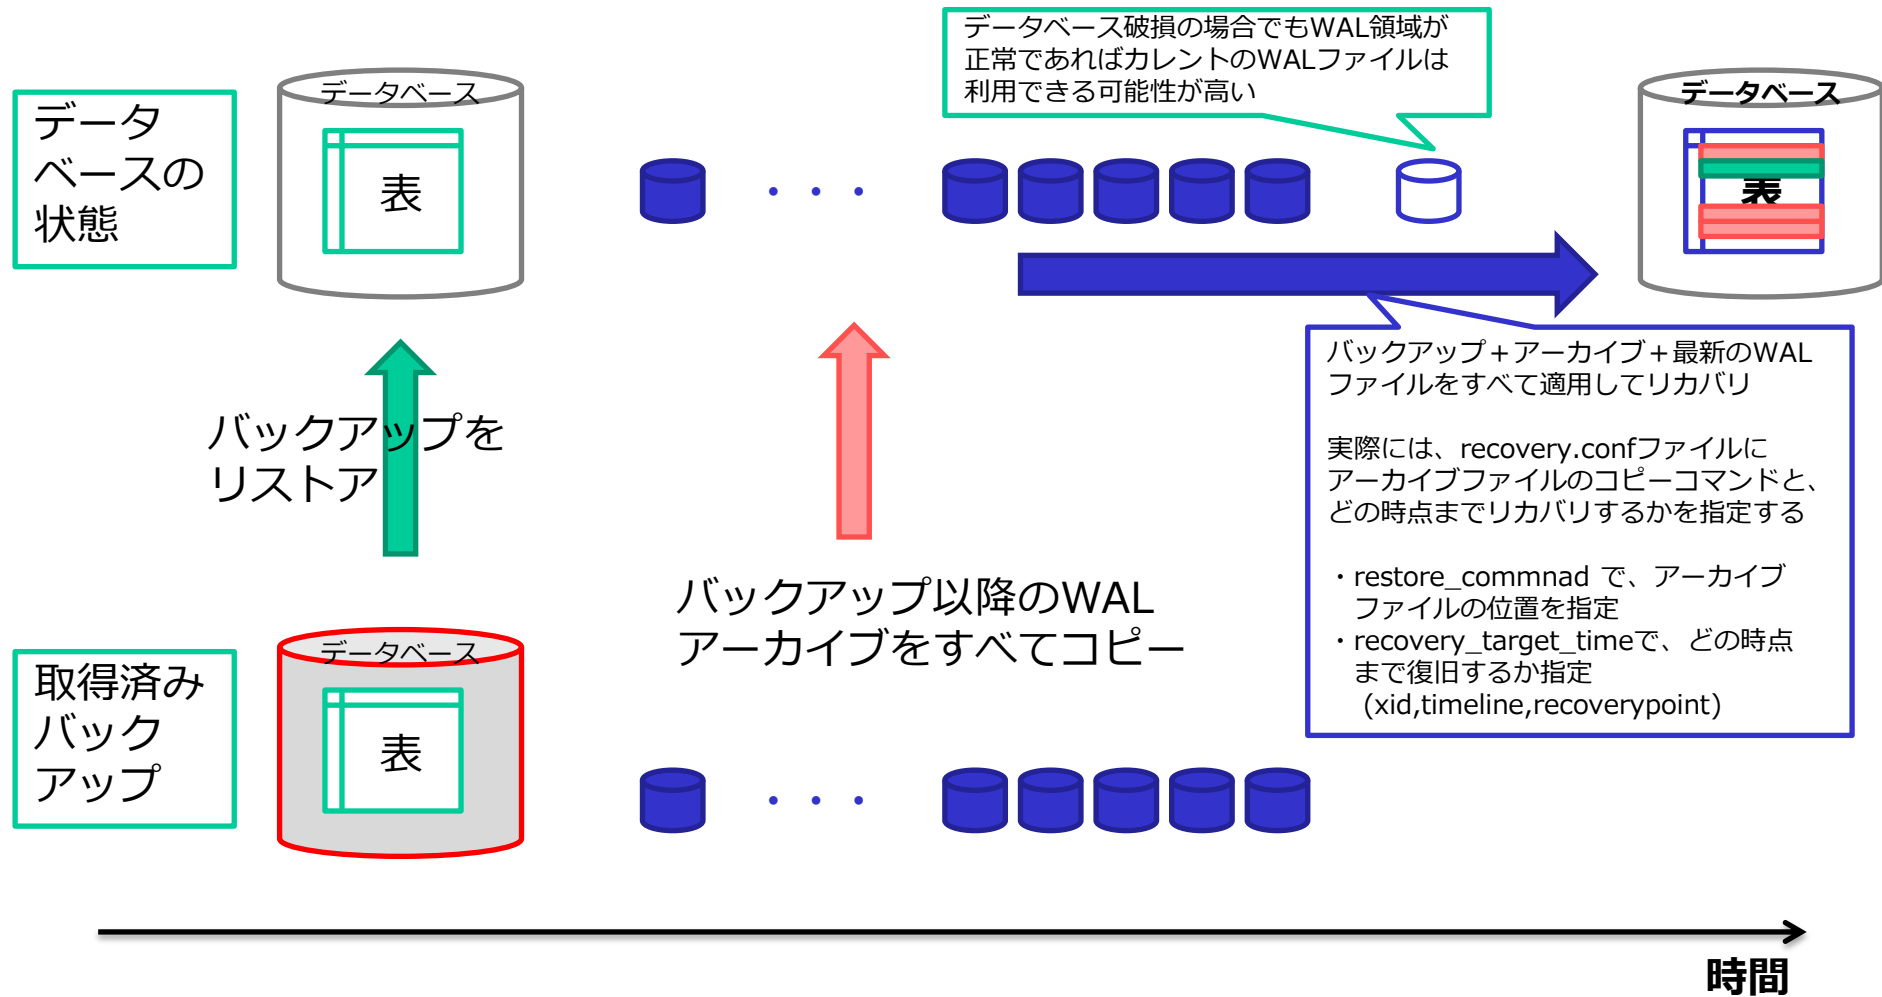 データベース破損の場合でもWAL領域が
正常であればカレントのWALファイルは
利用できる可能性が高い
データ
ベースの
状態
データベース
表
・・・
データベース
表
バックアップを
リストア
バックアップ+アーカイブ+最新のWAL
ファイルをすべて適用してリカバリ
実際には、recovery.confファイルに
アーカイブファイルのコピーコマンドと、
どの時点までリカバリするかを指定する
・restore_commnad で、アーカイブ
ファイルの位置を指定
・recovery_target_timeで、どの時点
まで復旧するか指定
(xid,timeline,recoverypoint)
バックアップ以降のWAL
アーカイブをすべてコピー
取得済み
バック
アップ
データベース
表
・・・
時間